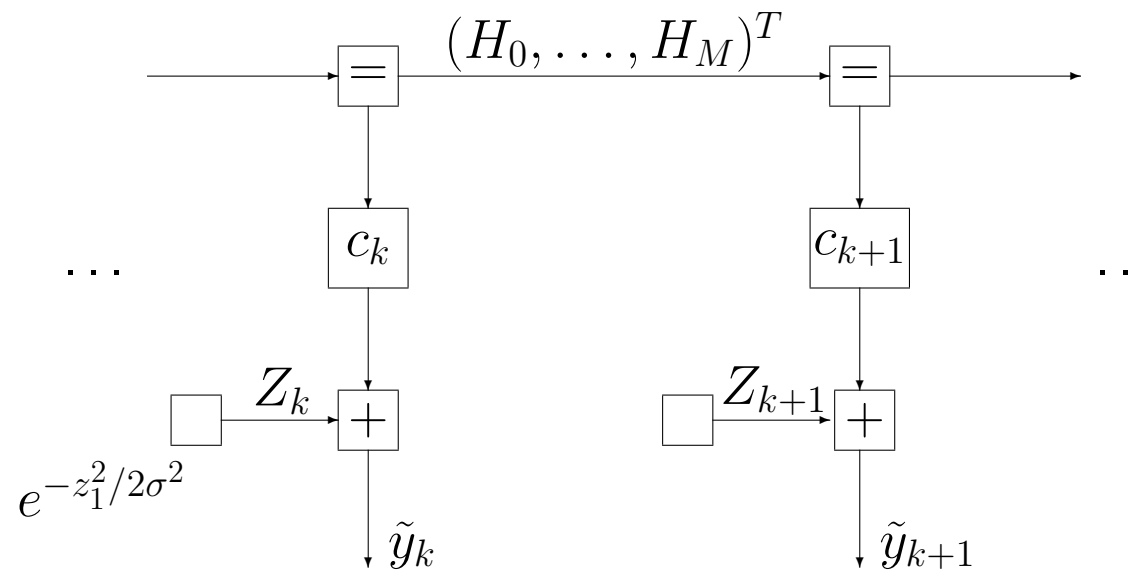 (H_0, . . . , H_M)^T
= =
c_k c_{k+1}
. . . . .
Z_k Z_{k+1}
+ +
e^{-z_1^2/2σ^2}
ỹ_k ỹ_{k+1}